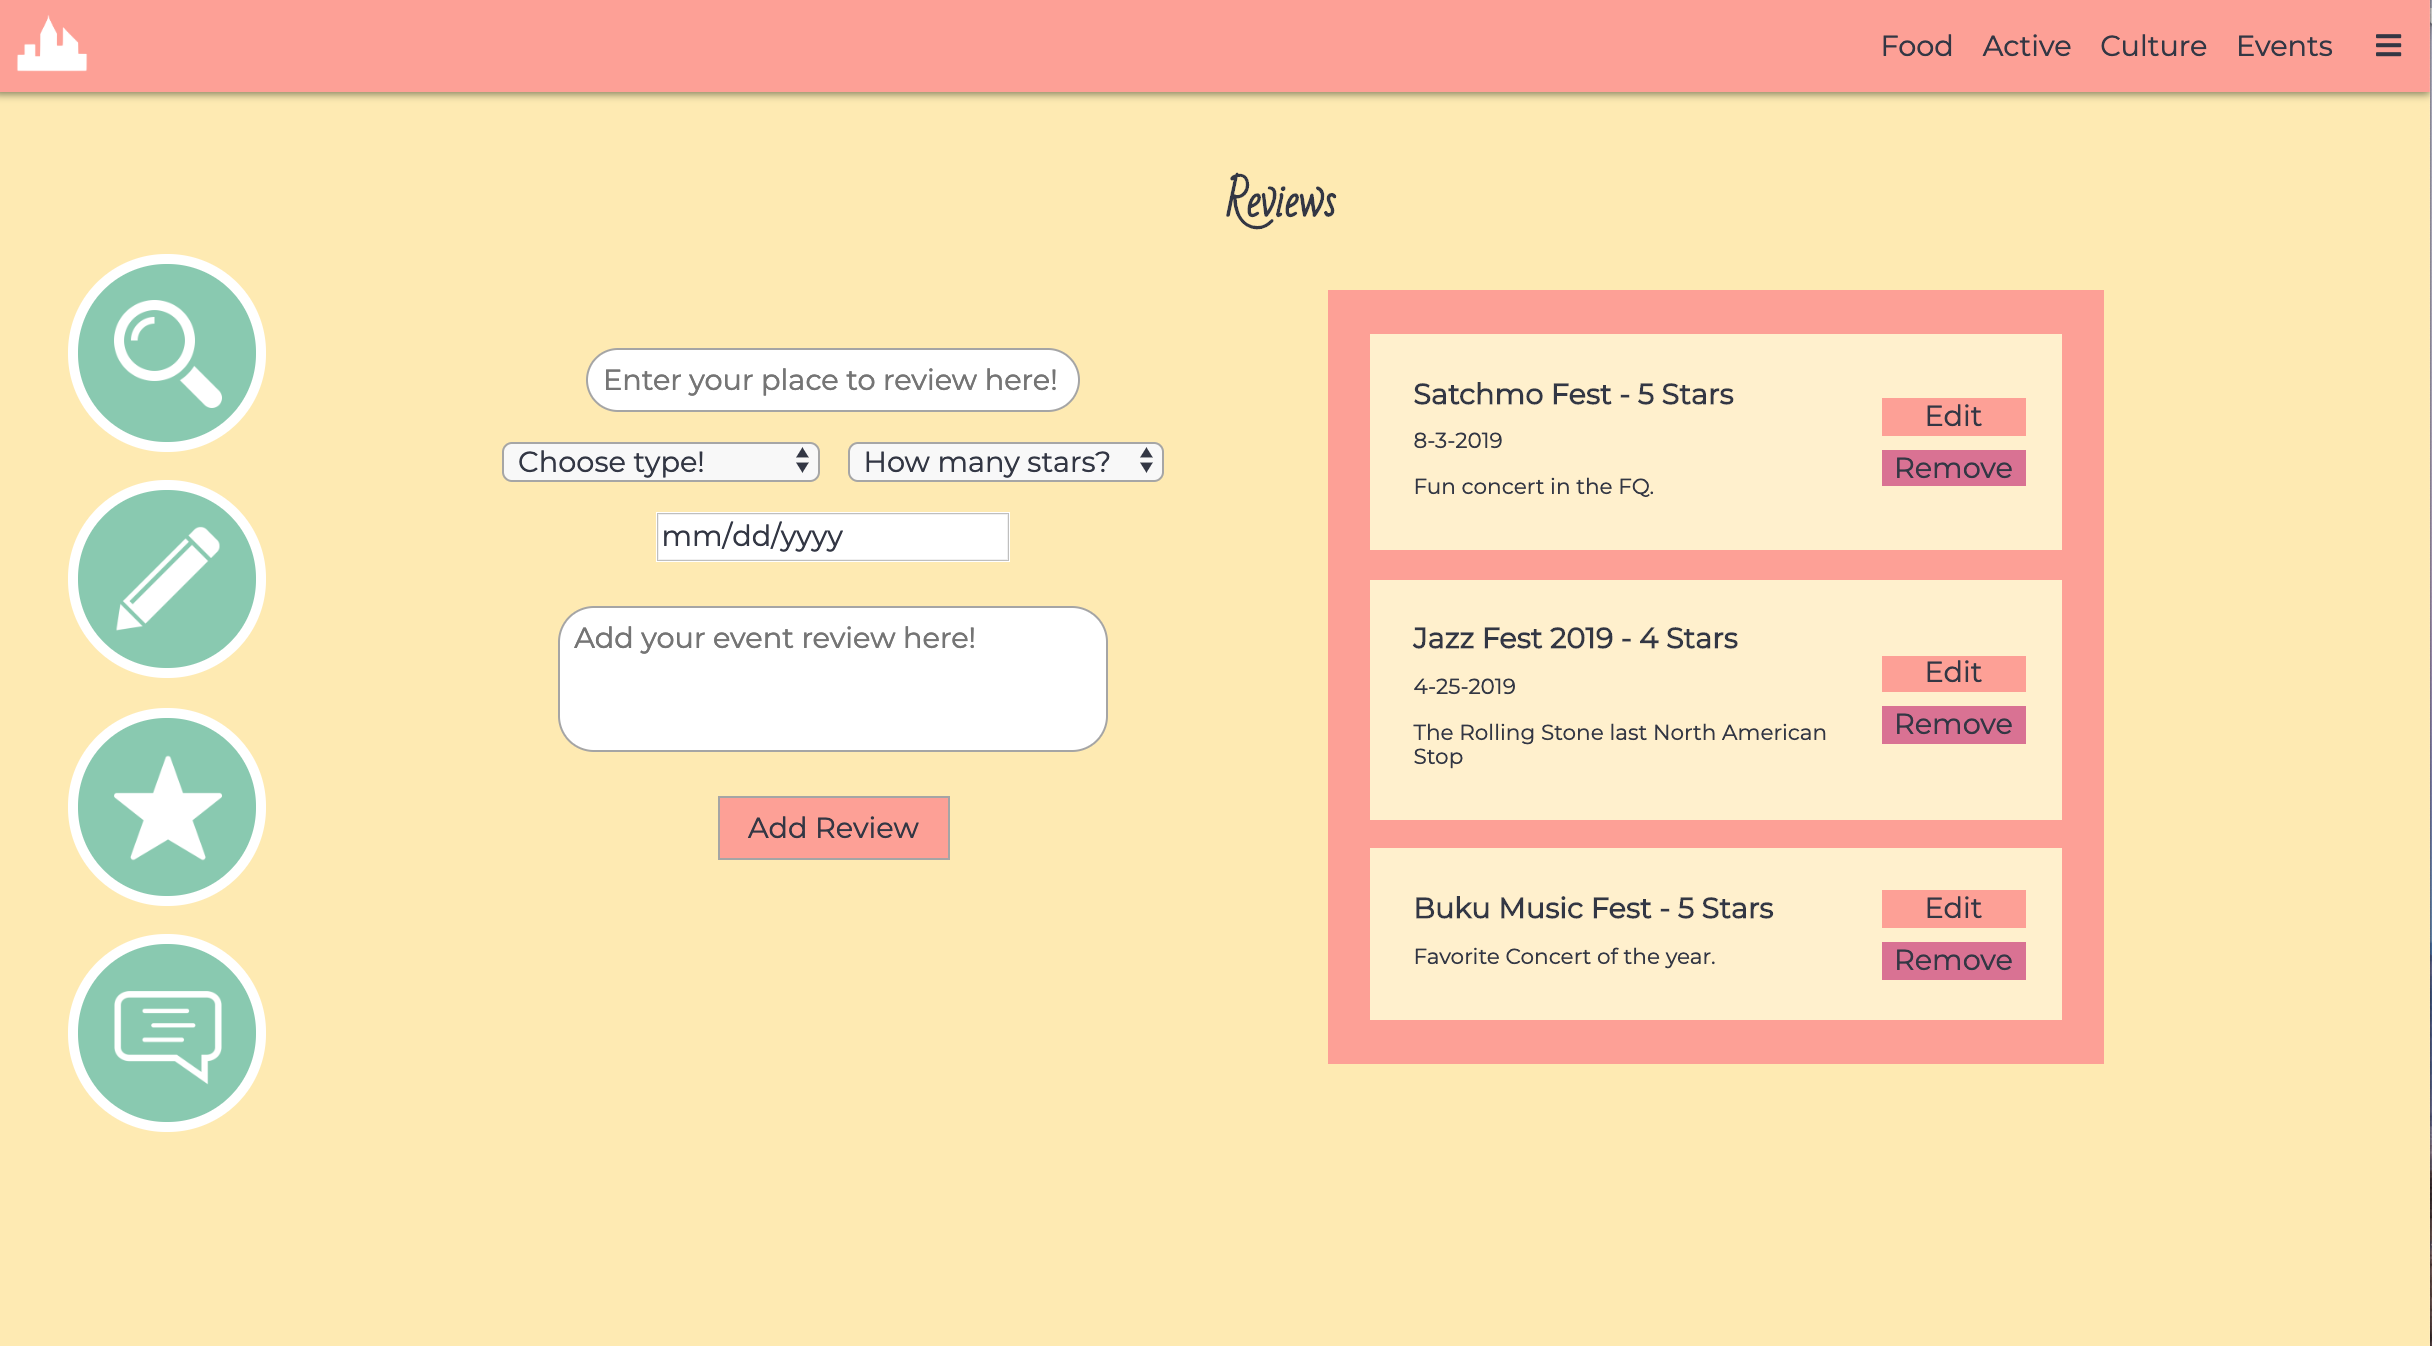 Food Active Culture Events
Reviews
Enter your place to review here!
Choose type! How many stars?
mm/dd/yyyy
Add your event review here!
Add Review
Satchmo Fest - 5 Stars
8-3-2019
Fun concert in the FQ.
Edit
Remove
Jazz Fest 2019 - 4 Stars
4-25-2019
The Rolling Stone last North American
Stop
Edit
Remove
Buku Music Fest - 5 Stars
Favorite Concert of the year.
Edit
Remove